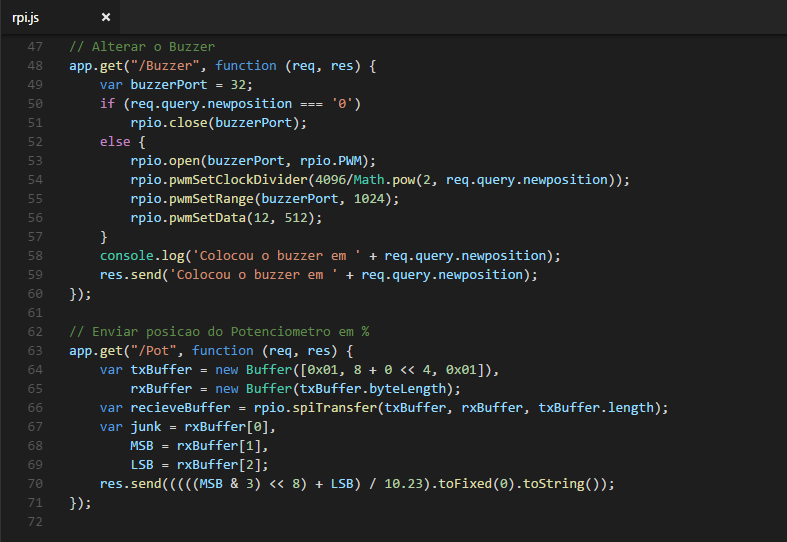 rpi.js ×
47 // Alterar o Buzzer
48 app.get("/Buzzer", function (req, res) {
49     var buzzerPort = 32;
50     if (req.query.newposition === '0')
51         rpio.close(buzzerPort);
52     else {
53         rpio.open(buzzerPort, rpio.PWM);
54         rpio.pwmSetClockDivider(4096/Math.pow(2, req.query.newposition));
55         rpio.pwmSetRange(buzzerPort, 1024);
56         rpio.pwmSetData(12, 512);
57     }
58     console.log('Colocou o buzzer em ' + req.query.newposition);
59     res.send('Colocou o buzzer em ' + req.query.newposition);
60 });
61
62 // Enviar posicao do Potenciometro em %
63 app.get("/Pot", function (req, res) {
64     var txBuffer = new Buffer([0x01, 8 + 0 << 4, 0x01]),
65         rxBuffer = new Buffer(txBuffer.byteLength);
66     var recieveBuffer = rpio.spiTransfer(txBuffer, rxBuffer, txBuffer.length);
67     var junk = rxBuffer[0],
68         MSB = rxBuffer[1],
69         LSB = rxBuffer[2];
70     res.send(((((MSB & 3) << 8) + LSB) / 10.23).toFixed(0).toString());
71 });
72